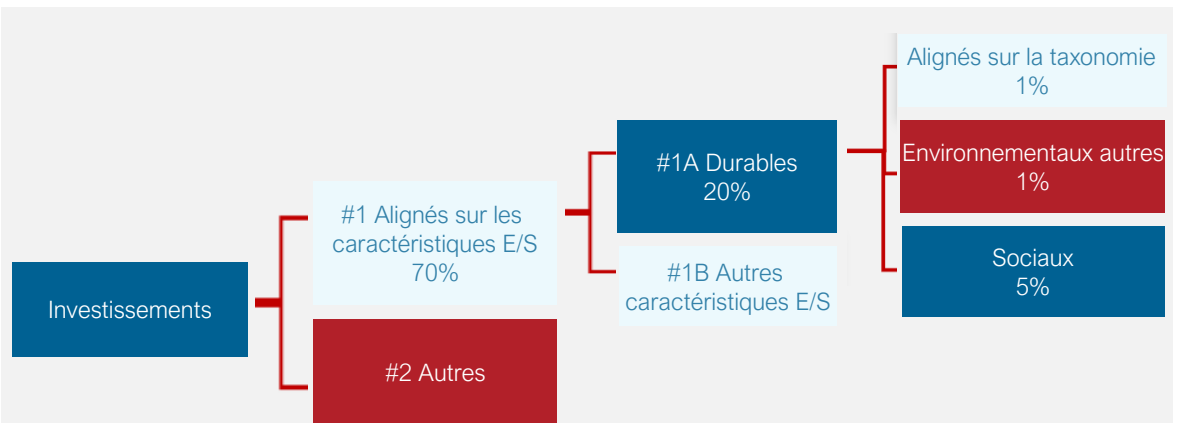 Investissements
#1 Alignés sur les
caractéristiques E/S
70%
#2 Autres
#1A Durables
20%
#1B Autres
caractéristiques E/S
Alignés sur la taxonomie
1%
Environnementaux autres
1%
Sociaux
5%